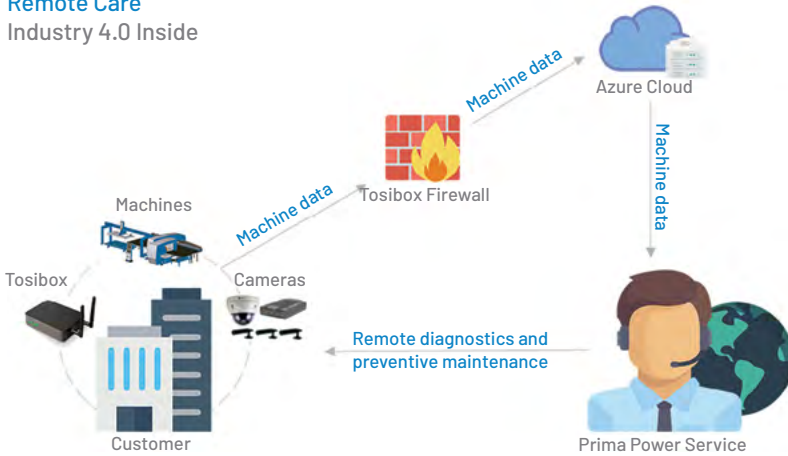 Remote Care
Industry 4.0 Inside
Azure Cloud
Machine data
Machine data
Tosibox Firewall
Machine data
Machines
Tosibox
Cameras
Customer
Remote diagnostics and
preventive maintenance
Prima Power Service